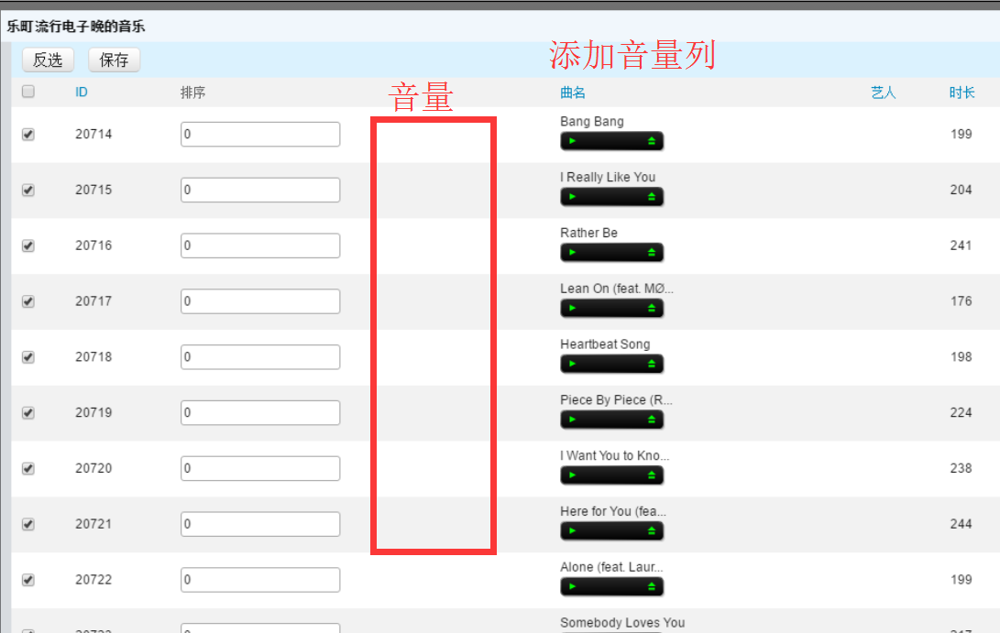 乐町流行电子晚的音乐
反选 保存 添加音量列
ID 排序 音量 曲名 艺人 时长
20714 0 Bang Bang 199
20715 0 I Really Like You 204
20716 0 Rather Be 241
20717 0 Lean On (feat. MØ... 176
20718 0 Heartbeat Song 198
20719 0 Piece By Piece (R... 224
20720 0 I Want You to Kno... 238
20721 0 Here for You (fea... 244
20722 0 Alone (feat. Laur... 199
Somebody Loves You